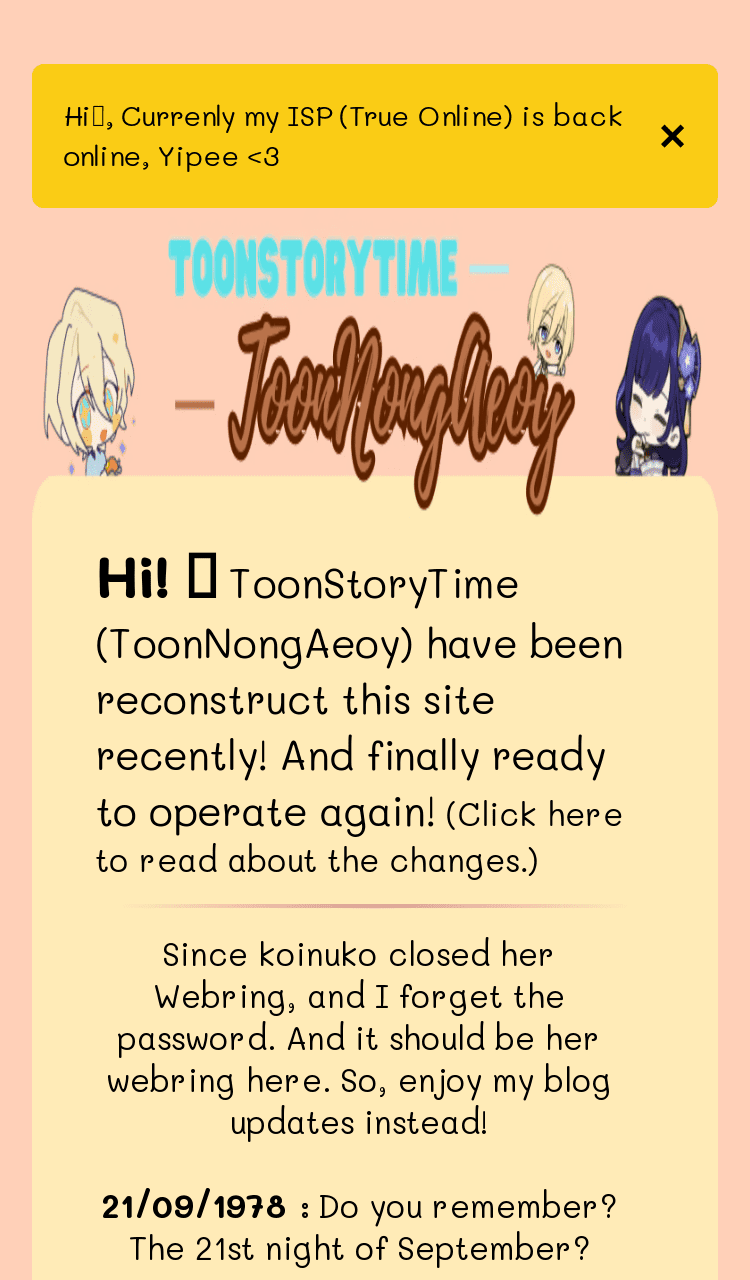 Hi▯, Currenly my ISP (True Online) is back
online, Yipee <3
×
TOONSTORYTIME —
— ToonNongAeoy
Hi! ▯ ToonStoryTime
(ToonNongAeoy) have been
reconstruct this site
recently! And finally ready
to operate again! (Click here
to read about the changes.)
Since koinuko closed her
Webring, and I forget the
password. And it should be her
webring here. So, enjoy my blog
updates instead!
21/09/1978 : Do you remember?
The 21st night of September?